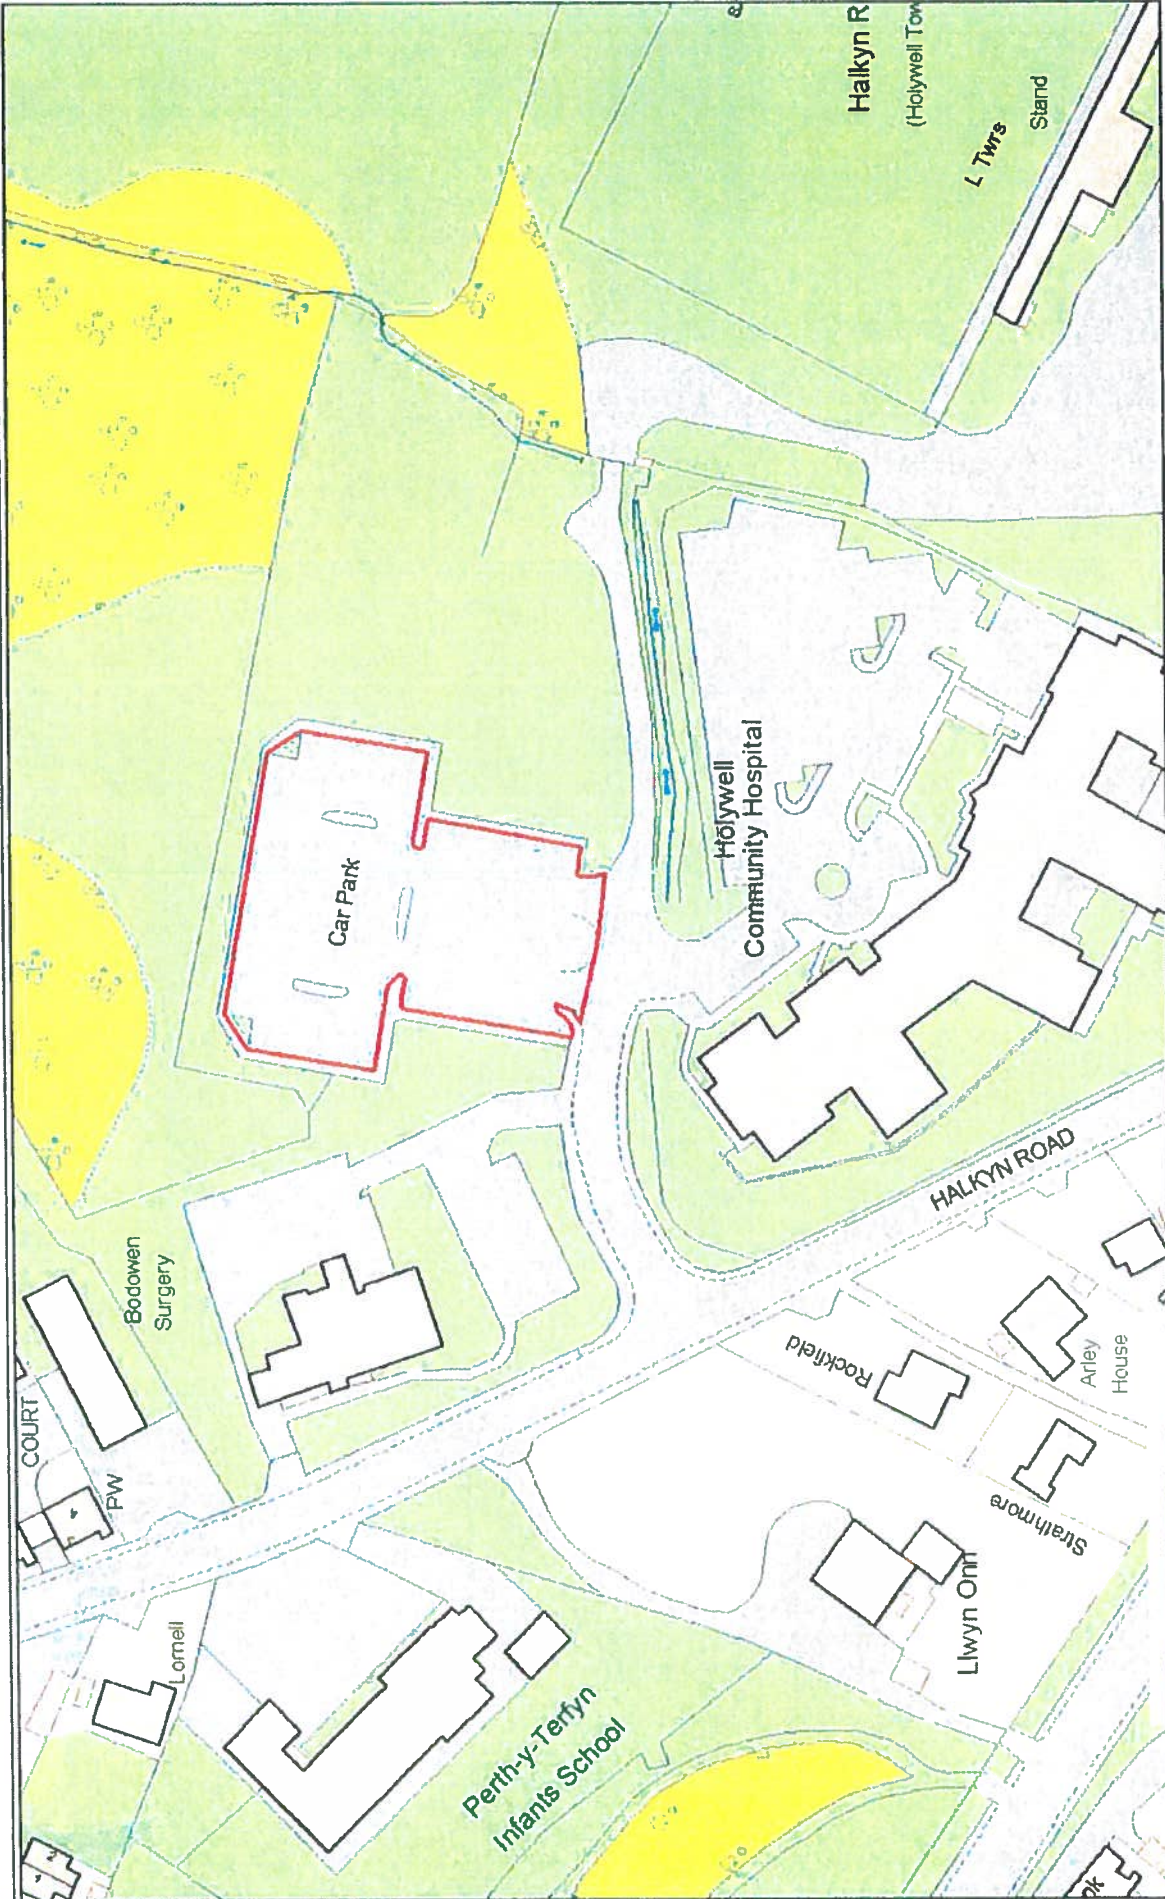 Halkyn R
(Holywell Tow
L Twrs
Stand
Car Park
Holywell
Community Hospital
HALKYN ROAD
Bodowen
Surgery
COURT
PW
Lornell
Perth-y-Terfyn
Infants School
Rockfield
Arley
House
Strathmore
Llwyn Onn